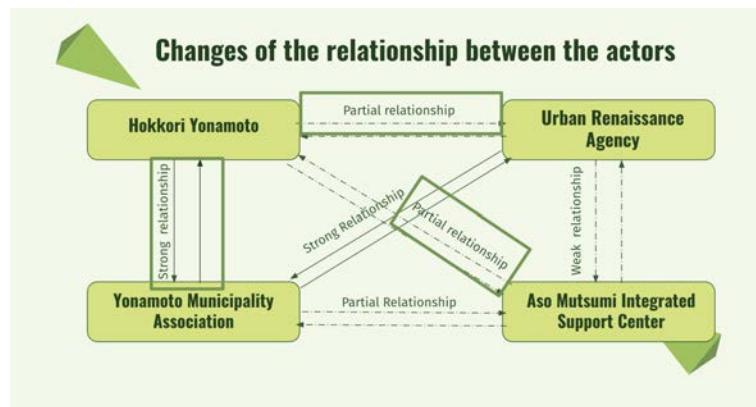 Changes of the relationship between the actors
Hokkori Yonamoto
Partial relationship
Urban Renaissance
Agency
Strong relationship
Strong Relationship
Partial relationship
Weak relationship
Yonamoto Municipality
Association
Partial Relationship
Aso Mutsumi Integrated
Support Center